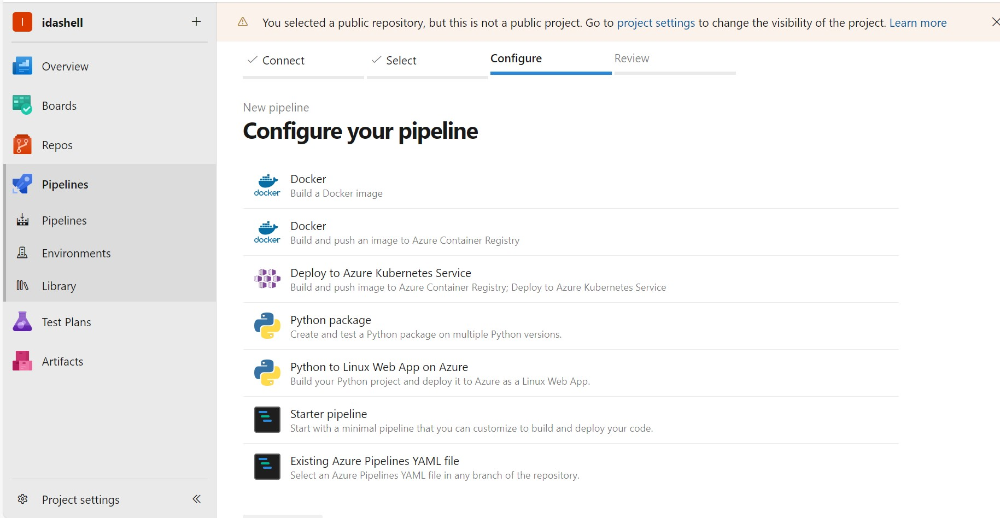 I idashell +
You selected a public repository, but this is not a public project. Go to project settings to change the visibility of the project. Learn more
Overview
Boards
Repos
Pipelines
Pipelines
Environments
Library
Test Plans
Artifacts
Project settings
Connect
Select
Configure
Review
New pipeline
Configure your pipeline
docker
Docker
Build a Docker image
docker
Docker
Build and push an image to Azure Container Registry
Deploy to Azure Kubernetes Service
Build and push image to Azure Container Registry; Deploy to Azure Kubernetes Service
Python package
Create and test a Python package on multiple Python versions.
Python to Linux Web App on Azure
Build your Python project and deploy it to Azure as a Linux Web App.
Starter pipeline
Start with a minimal pipeline that you can customize to build and deploy your code.
Existing Azure Pipelines YAML file
Select an Azure Pipelines YAML file in any branch of the repository.